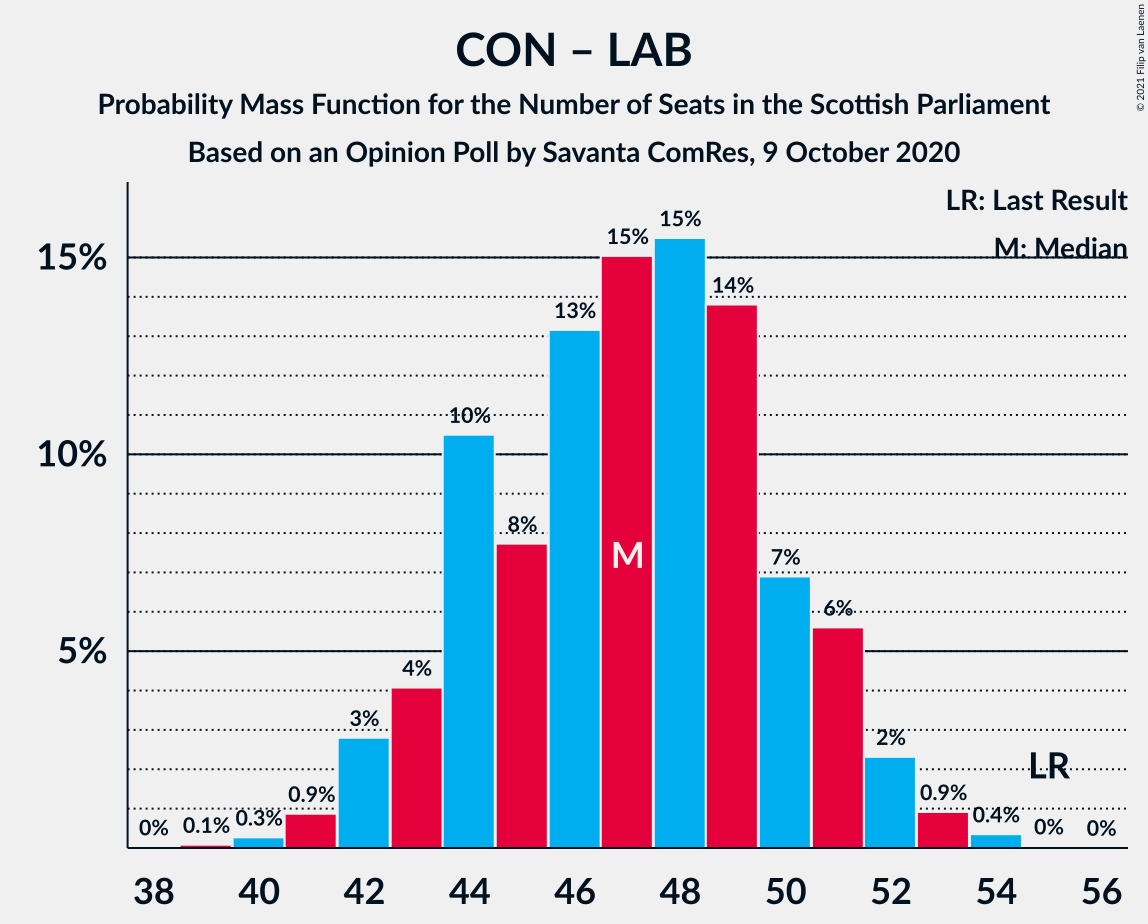 CON – LAB
Probability Mass Function for the Number of Seats in the Scottish Parliament
Based on an Opinion Poll by Savanta ComRes, 9 October 2020
© 2021 Filip van Laenen
LR: Last Result
M: Median
15%
10%
5%
0%
0.1%
0.3%
0.9%
3%
4%
10%
8%
13%
15%
15%
14%
7%
6%
2%
0.9%
0.4%
0%
0%
M
LR
38 40 42 44 46 48 50 52 54 56